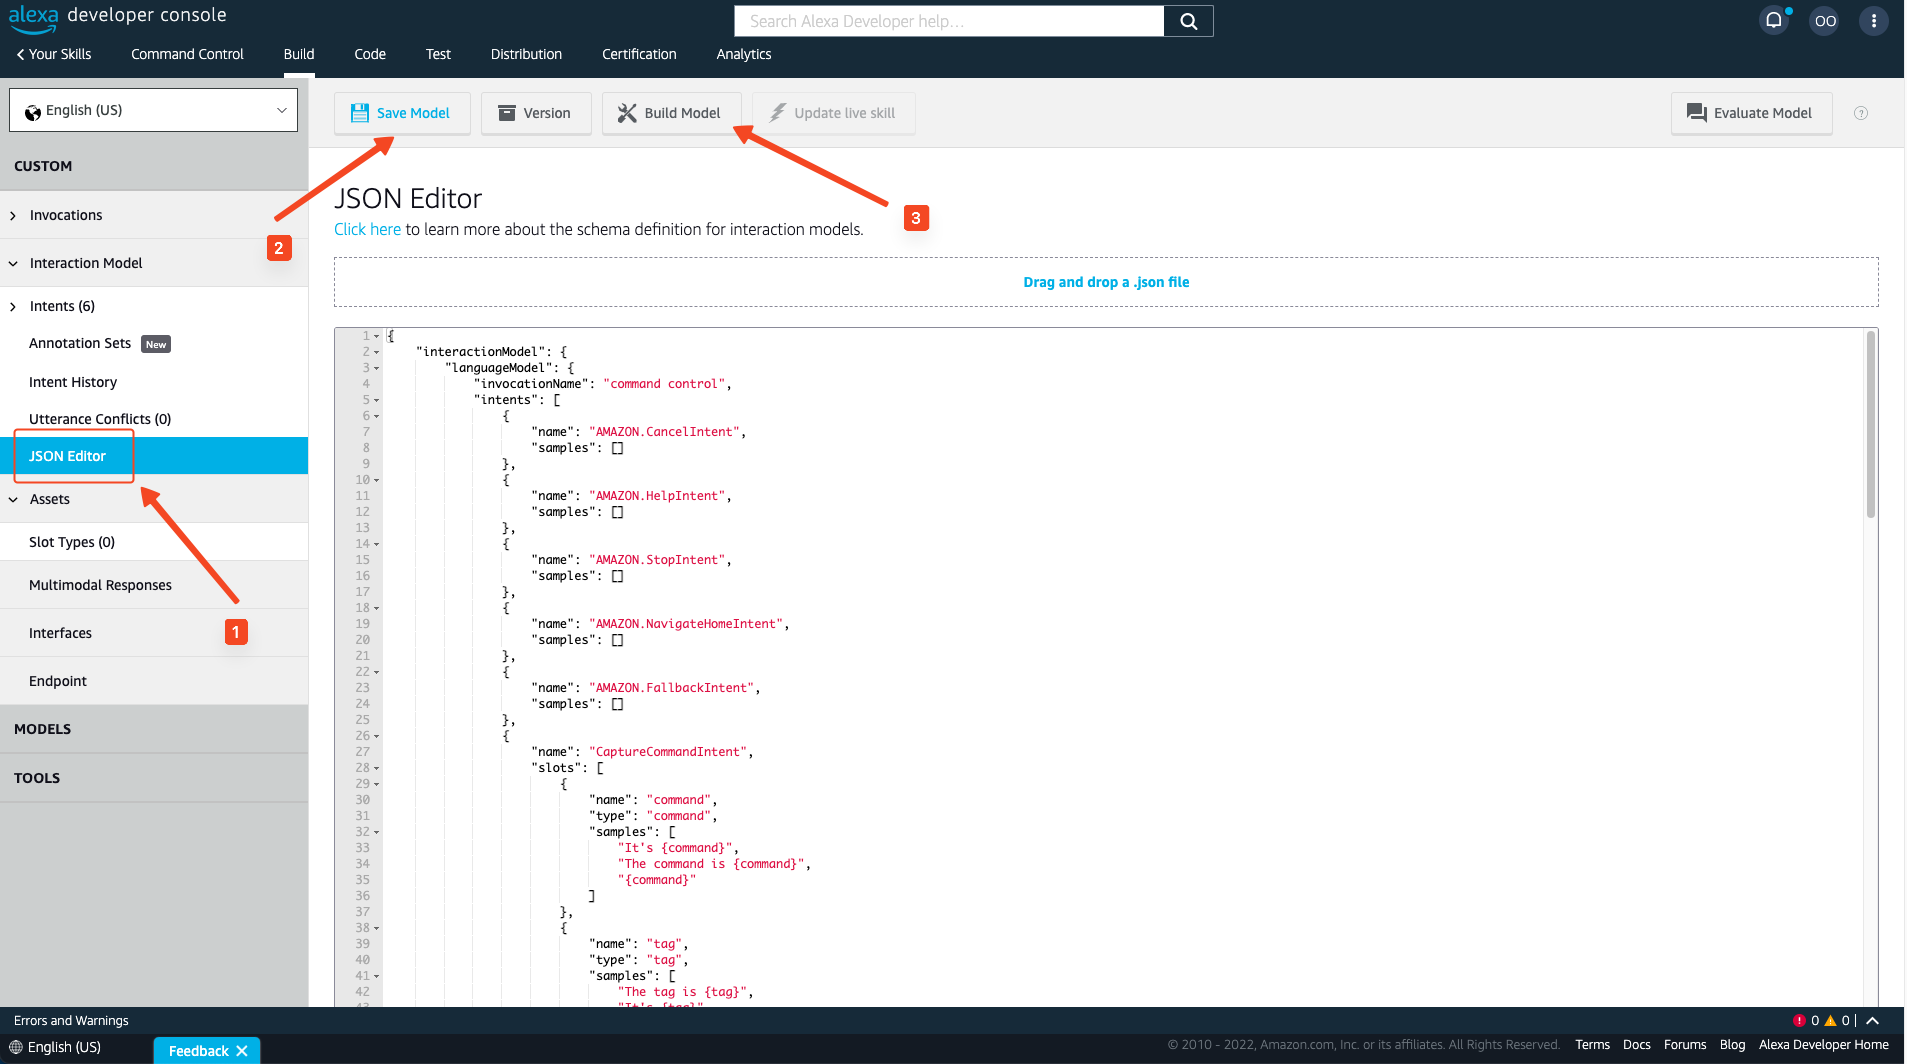 alexa developer console
Search Alexa Developer help...
OO
Your Skills
Command Control
Build
Code
Test
Distribution
Certification
Analytics
English (US)
Save Model
Version
Build Model
Update live skill
Evaluate Model
?
CUSTOM
Invocations
Interaction Model
Intents (6)
Annotation Sets New
Intent History
Utterance Conflicts (0)
JSON Editor
Assets
Slot Types (0)
Multimodal Responses
Interfaces
Endpoint
MODELS
TOOLS
1
2
3
JSON Editor
Click here to learn more about the schema definition for interaction models.
Drag and drop a .json file
1 {
2 "interactionModel": {
3 "languageModel": {
4 "invocationName": "command control",
5 "intents": [
6 {
7 "name": "AMAZON.CancelIntent",
8 "samples": []
9 },
10 {
11 "name": "AMAZON.HelpIntent",
12 "samples": []
13 },
14 {
15 "name": "AMAZON.StopIntent",
16 "samples": []
17 },
18 {
19 "name": "AMAZON.NavigateHomeIntent",
20 "samples": []
21 },
22 {
23 "name": "AMAZON.FallbackIntent",
24 "samples": []
25 },
26 {
27 "name": "CaptureCommandIntent",
28 "slots": [
29 {
30 "name": "command",
31 "type": "command",
32 "samples": [
33 "It's {command}",
34 "The command is {command}",
35 "{command}"
36 ]
37 },
38 {
39 "name": "tag",
40 "type": "tag",
41 "samples": [
42 "The tag is {tag}",
43 "It's {tag}"
Errors and Warnings
0 0
English (US)
Feedback
© 2010 - 2022, Amazon.com, Inc. or its affiliates. All Rights Reserved.
Terms
Docs
Forums
Blog
Alexa Developer Home